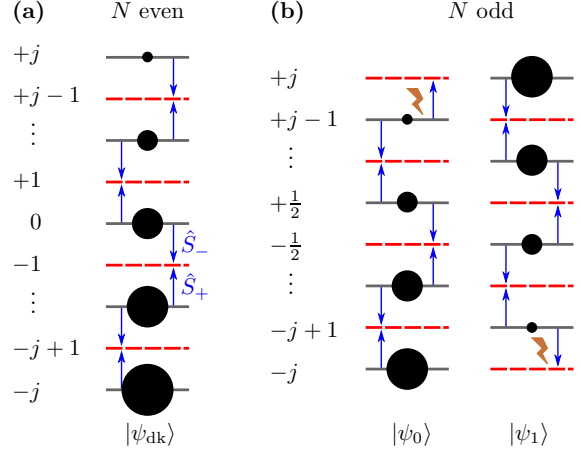 (a) N even
+j
+j − 1
⋮
+1
0
−1
⋮
−j + 1
−j
Ŝ₋
Ŝ₊
|ψ_dk⟩
(b) N odd
+j
+j − 1
⋮
+½
−½
⋮
−j + 1
−j
|ψ₀⟩ |ψ₁⟩